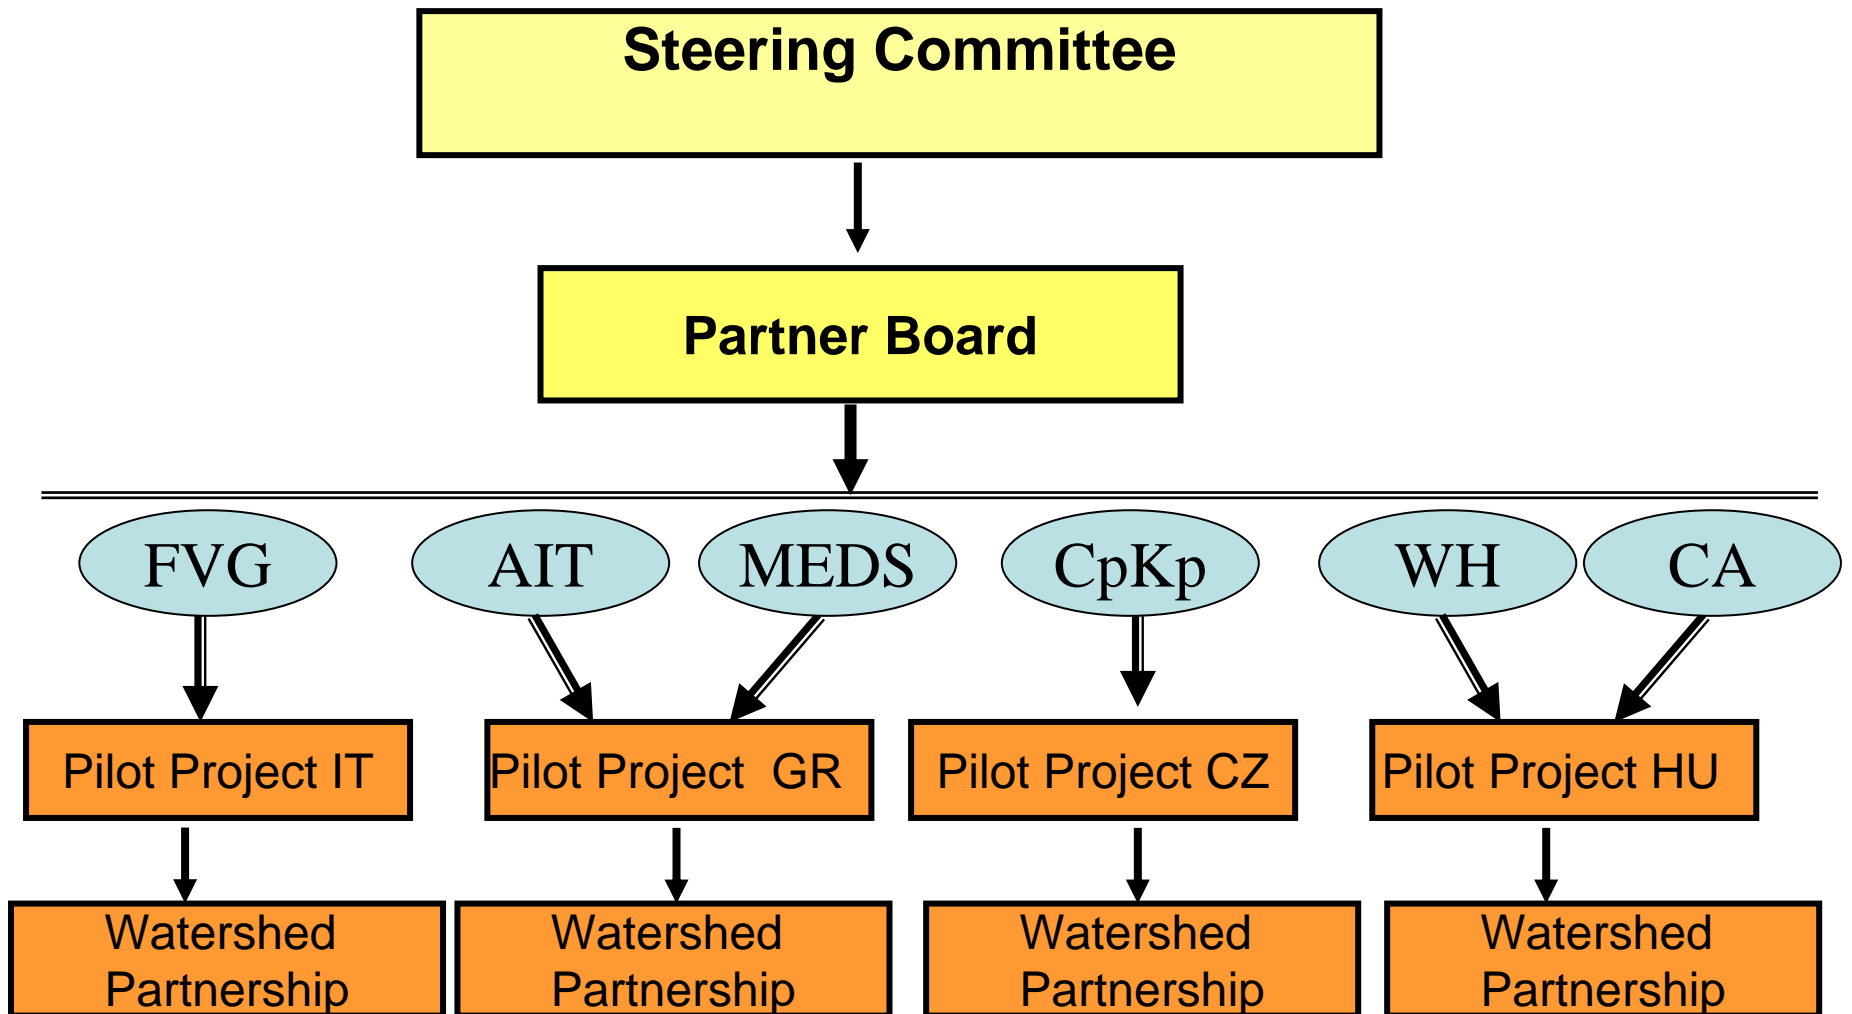 Steering Committee
Partner Board
FVG AIT MEDS CpKp WH CA
Pilot Project IT Pilot Project GR Pilot Project CZ Pilot Project HU
Watershed Watershed Watershed Watershed
Partnership Partnership Partnership Partnership